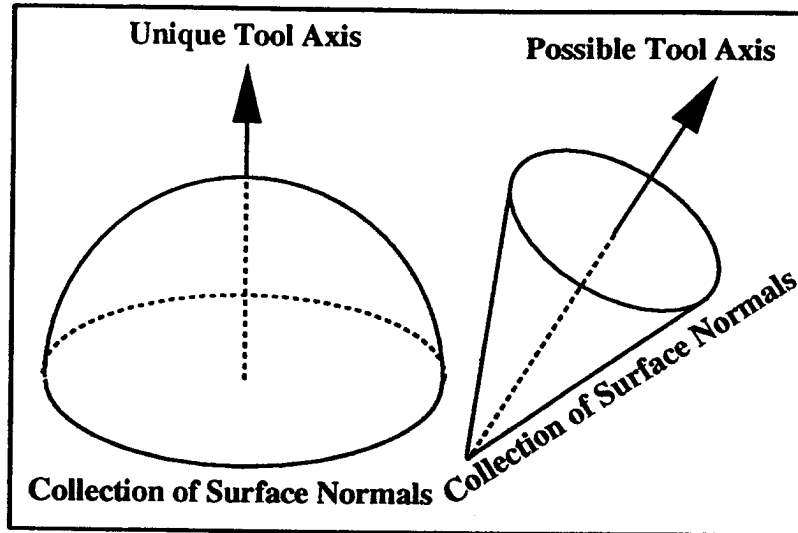 Unique Tool Axis
Possible Tool Axis
Collection of Surface Normals
Collection of Surface Normals